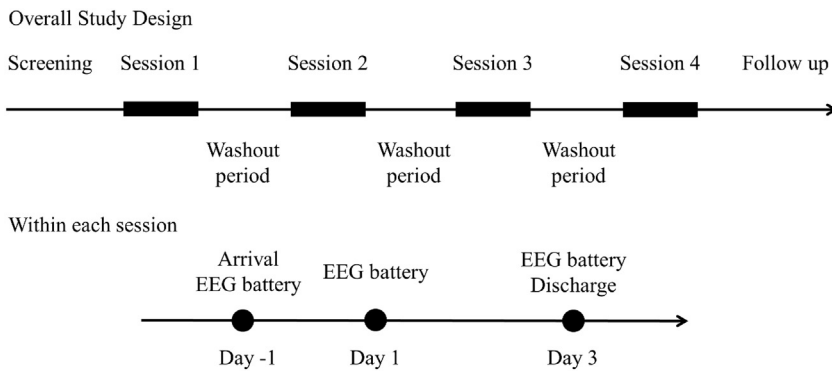 Overall Study Design
Screening Session 1 Session 2 Session 3 Session 4 Follow up
Washout period Washout period Washout period
Within each session
Arrival EEG battery EEG battery EEG battery Discharge
Day -1 Day 1 Day 3